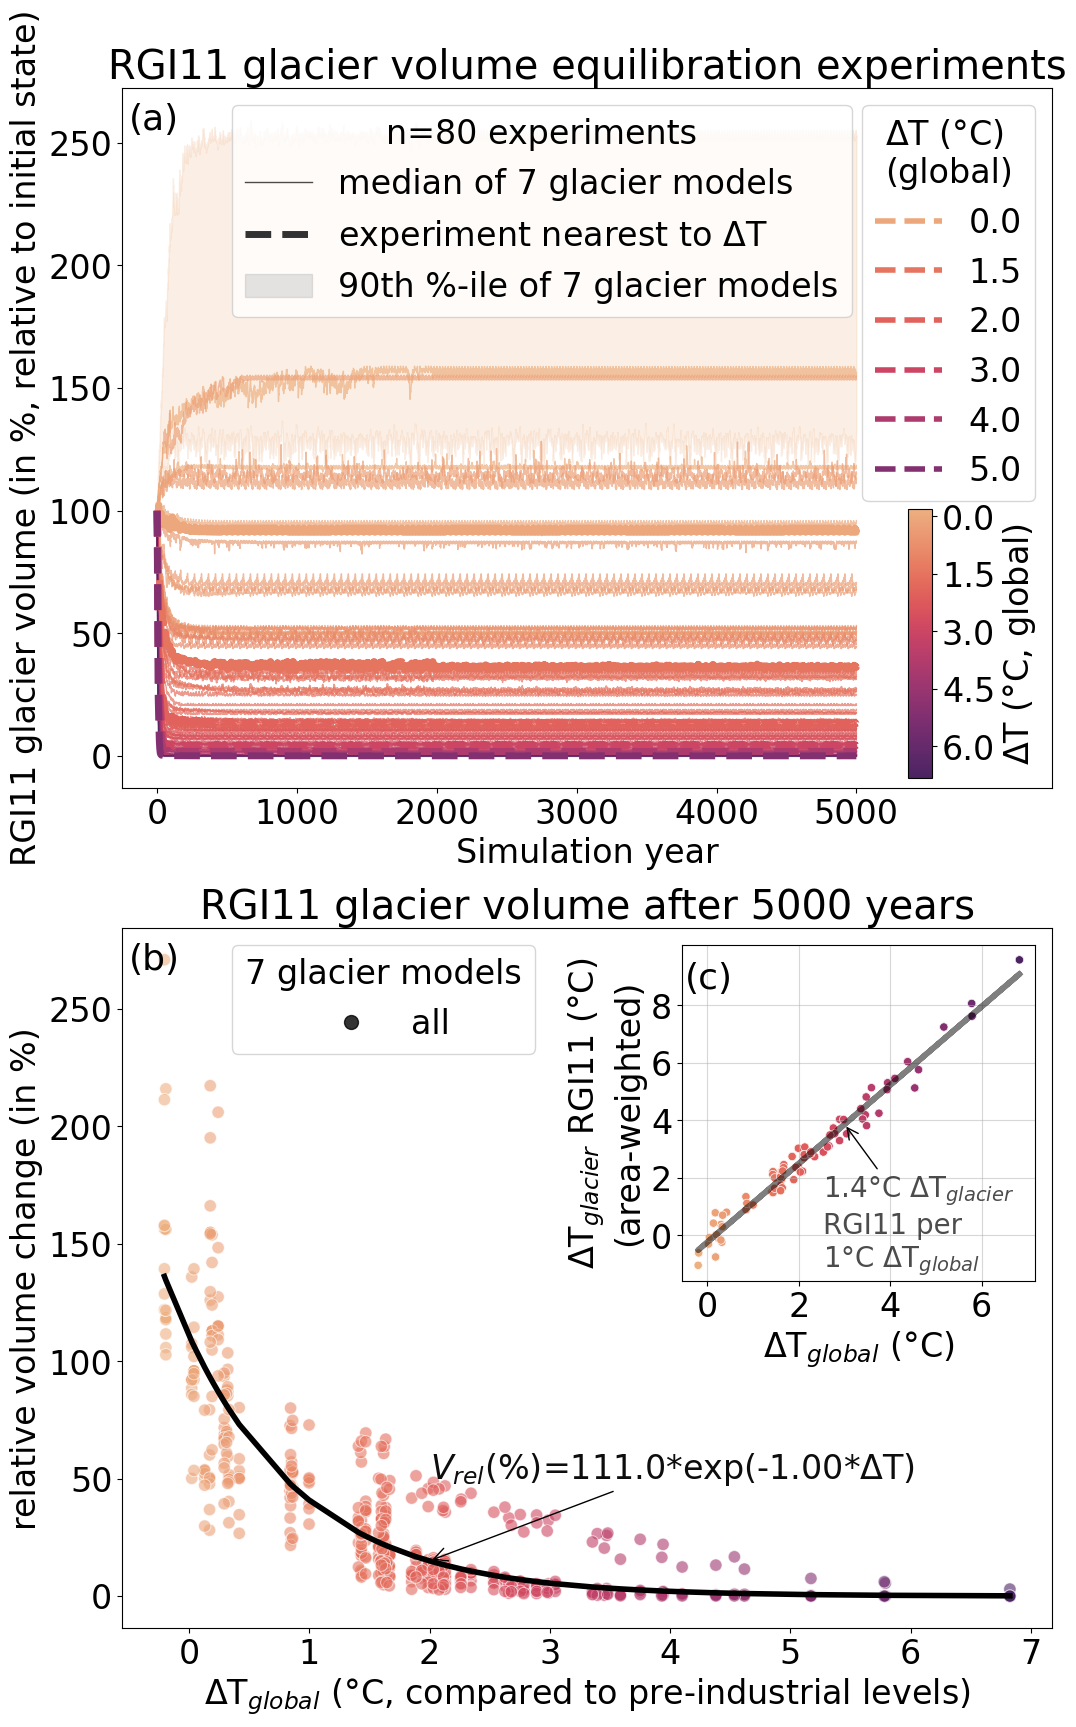 RGI11 glacier volume equilibration experiments
RGI11 glacier volume (in %, relative to initial state)
(a)
n=80 experiments
median of 7 glacier models
experiment nearest to ΔT
90th %-ile of 7 glacier models
ΔT (°C)
(global)
0.0
1.5
2.0
3.0
4.0
5.0
250
200
150
100
50
0
0.0
1.5
3.0
4.5
6.0
ΔT (°C, global)
0 1000 2000 3000 4000 5000
Simulation year
RGI11 glacier volume after 5000 years
relative volume change (in %)
(b)
7 glacier models
all
250
200
150
100
50
0
(c)
ΔTglacier RGI11 (°C)
(area-weighted)
8
6
4
2
0
1.4°C ΔTglacier
RGI11 per
1°C ΔTglobal
0 2 4 6
ΔTglobal (°C)
Vrel(%)=111.0*exp(-1.00*ΔT)
0 1 2 3 4 5 6 7
ΔTglobal (°C, compared to pre-industrial levels)